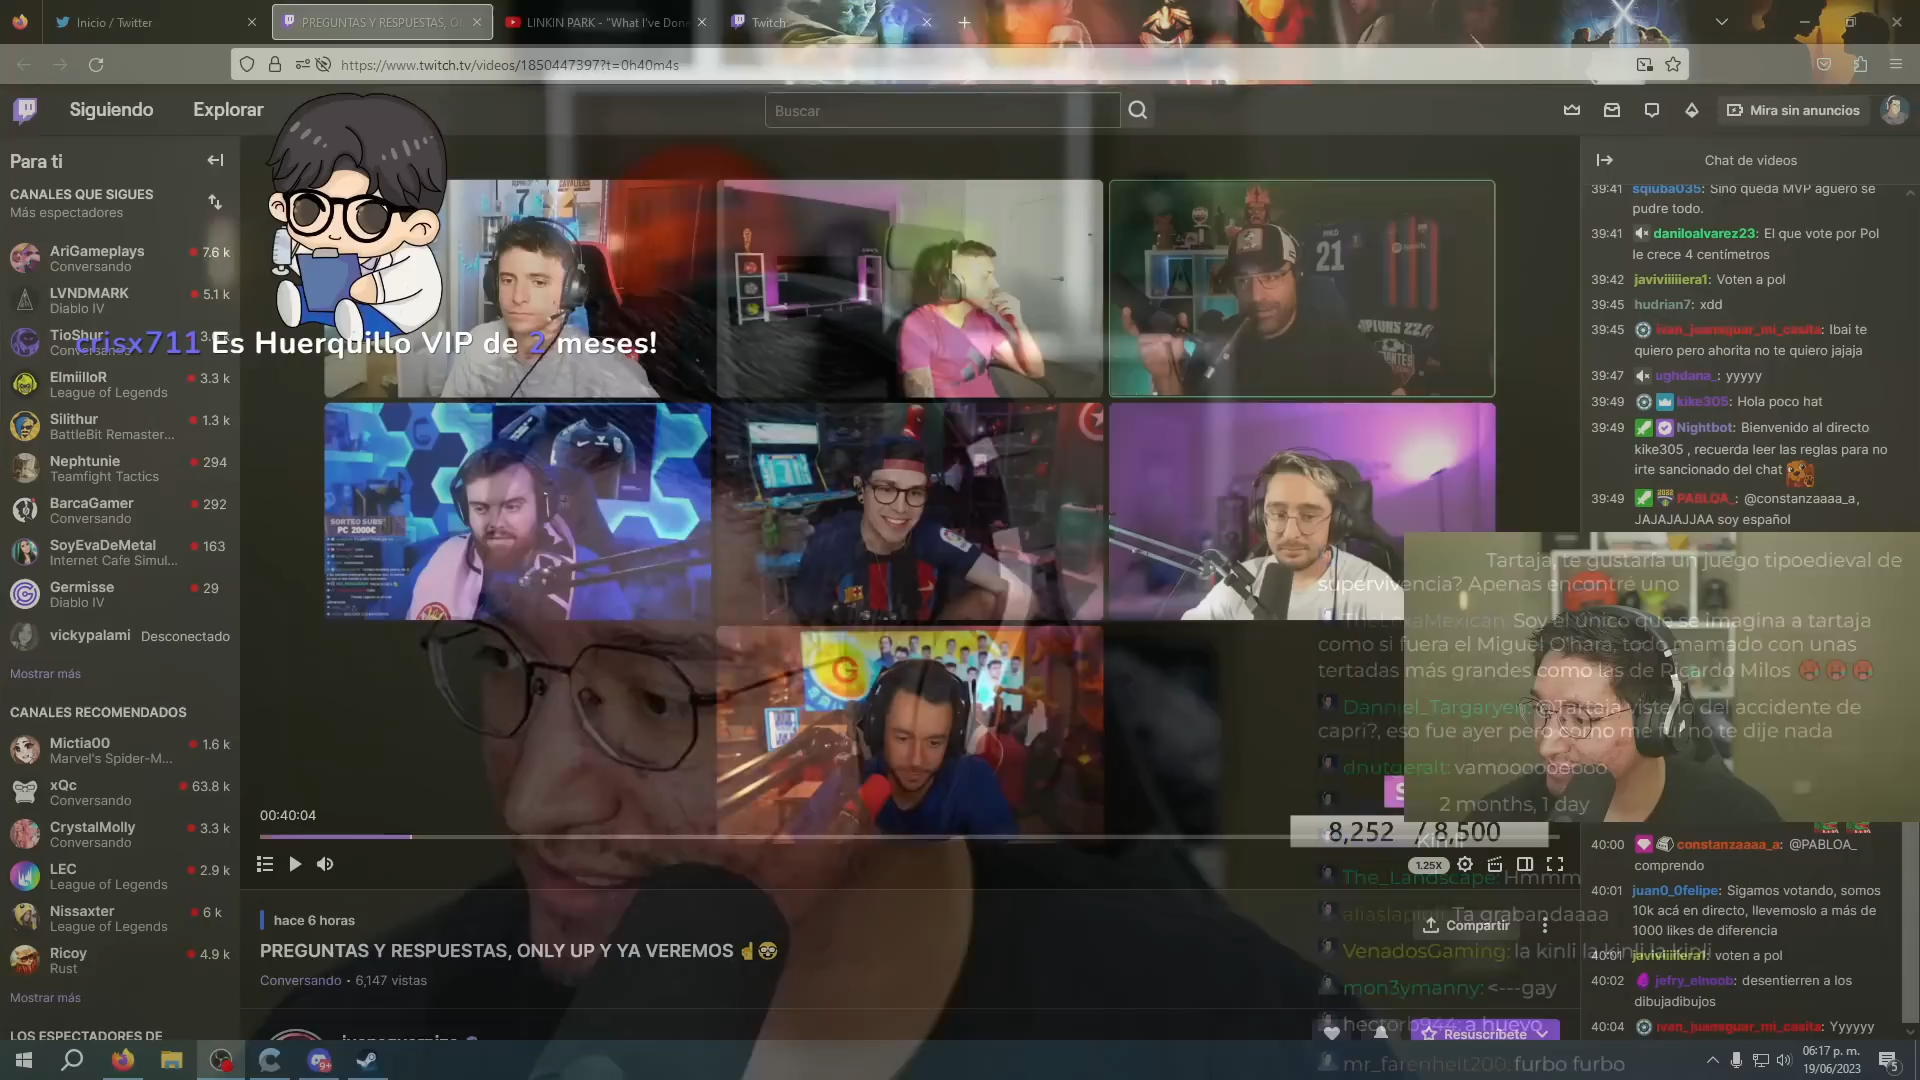 Inicio / Twitter
PREGUNTAS Y RESPUESTAS, OL
LINKIN PARK - "What I've Don
Twitch
https://www.twitch.tv/videos/1850447397?t=0h40m4s
Siguiendo
Explorar
Buscar
Mira sin anuncios
Para ti
CANALES QUE SIGUES
Más espectadores
AriGameplays
7.6 k
Conversando
LVNDMARK
5.1 k
Diablo IV
TioShur
ElmiilloR
3.3 k
League of Legends
Silithur
1.3 k
BattleBit Remaster...
Nephtunie
294
Teamfight Tactics
BarcaGamer
292
Conversando
SoyEvaDeMetal
163
Internet Cafe Simul...
Germisse
29
Diablo IV
vickypalami
Desconectado
Mostrar más
CANALES RECOMENDADOS
Mictia00
1.6 k
Marvel's Spider-M...
xQc
63.8 k
Conversando
CrystalMolly
3.3 k
Conversando
LEC
2.9 k
League of Legends
Nissaxter
6 k
League of Legends
Ricoy
4.9 k
Rust
Mostrar más
LOS ESPECTADORES DE
crisx711 Es Huerquillo VIP de 2 meses!
21
SORTEO SUBS
PC 2000€
00:40:04
1.25X
8,252 / 8,500
hace 6 horas
PREGUNTAS Y RESPUESTAS, ONLY UP Y YA VEREMOS
Conversando • 6,147 vistas
Compartir
Resuscríbete
Chat de videos
39:41 sqiuba035: Sino queda MVP aguero se
pudre todo.
39:41 daniloalvarez23: El que vote por Pol
le crece 4 centímetros
39:42 javiviiiiiera1: Voten a pol
39:45 hudrian7: xdd
39:45 ivan_juansguar_mi_casita: Ibai te
quiero pero ahorita no te quiero jajaja
39:47 ughdana_: yyyyy
39:49 kike305: Hola poco hat
39:49 Nightbot: Bienvenido al directo
kike305 , recuerda leer las reglas para no
irte sancionado del chat
39:49 PABLOA_: @constanzaaaa_a,
JAJAJAJJAA soy español
Tartaja, te gustaría un juego tipoedieval de
supervivencia? Apenas encontré uno
Soy el único que se imagina a tartaja
como si fuera el Miguel O'hara, todo mamado con unas
tertadas más grandes como las de Ricardo Milos
Danniel_Targaryen: @Tartaja viste lo del accidente de
capri?, eso fue ayer pero como me fui no te dije nada
dnutgeralt: vamooooooooo
2 months, 1 day
Kinli
The_Landscape: Hmmm
Ta grabandaaaa
VenadosGaming: la kinli la kinli la kinli
mon3ymanny: <---gay
hectorb944: a huevo
mr_farenheit200: furbo furbo
40:00 constanzaaaa_a: @PABLOA_
comprendo
40:01 juan0_0felipe: Sigamos votando, somos
10k acá en directo, llevemoslo a más de
1000 likes de diferencia
40:01 javiviiiiiera1: voten a pol
40:02 jefry_elnoob: desentierren a los
dibujadibujos
40:04 ivan_juansguar_mi_casita: Yyyyyy
9+
06:17 p. m.
19/06/2023
5